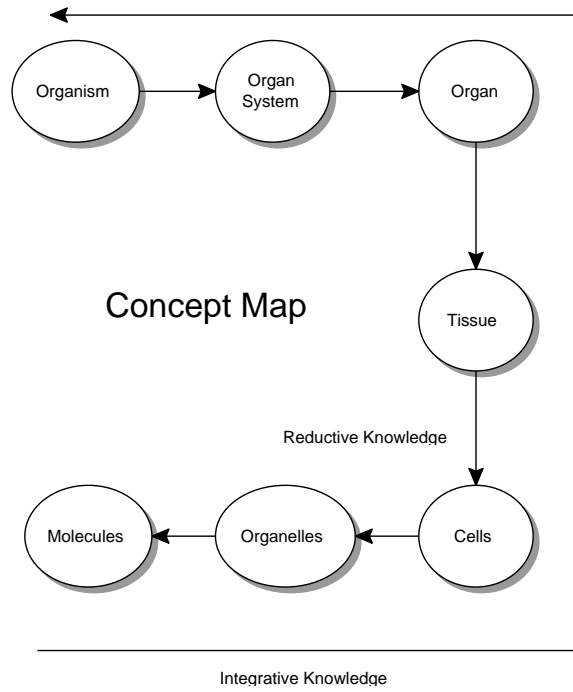 Organism
Organ
System
Organ
Concept Map
Tissue
Reductive Knowledge
Molecules
Organelles
Cells
Integrative Knowledge